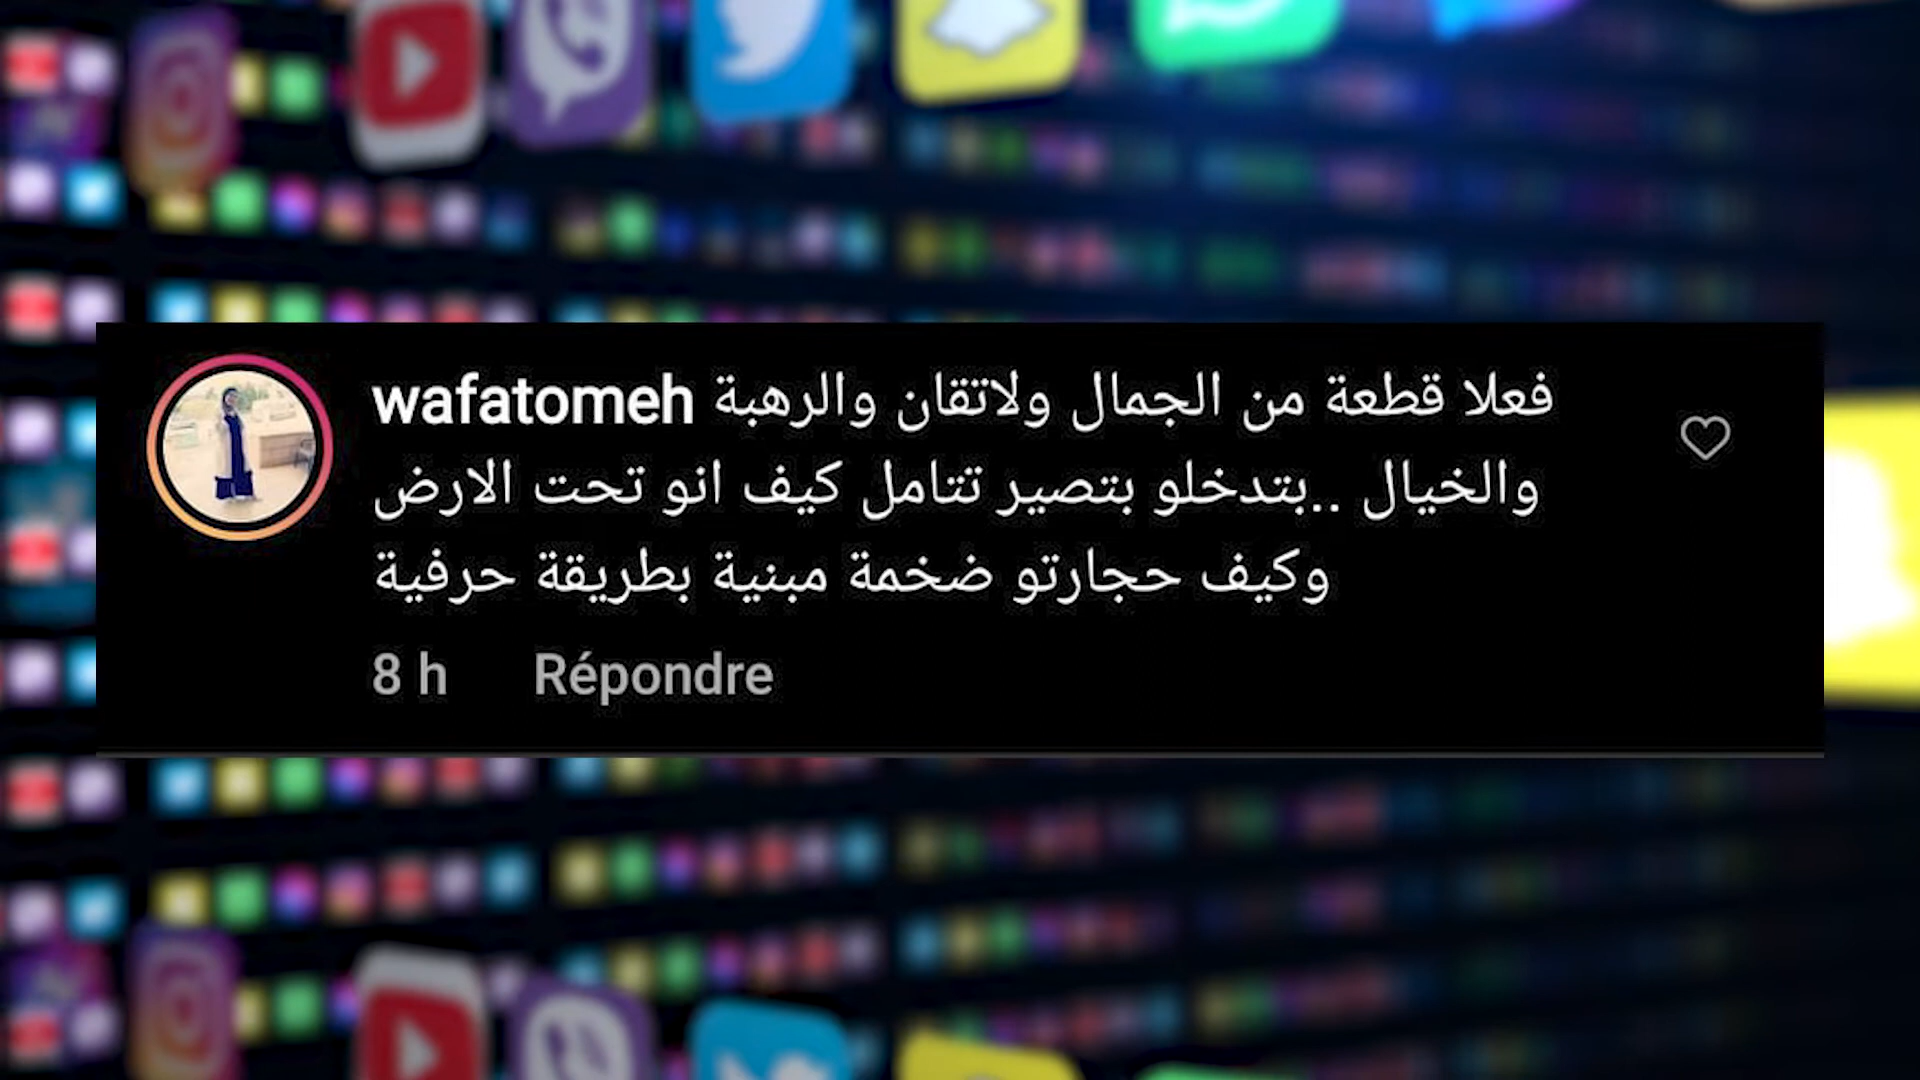 wafatomeh فعلا قطعة من الجمال ولاتقان والرهبة
والخيال ..بتدخلو بتصير تتامل كيف انو تحت الارض
وكيف حجارتو ضخمة مبنية بطريقة حرفية
8 h Répondre